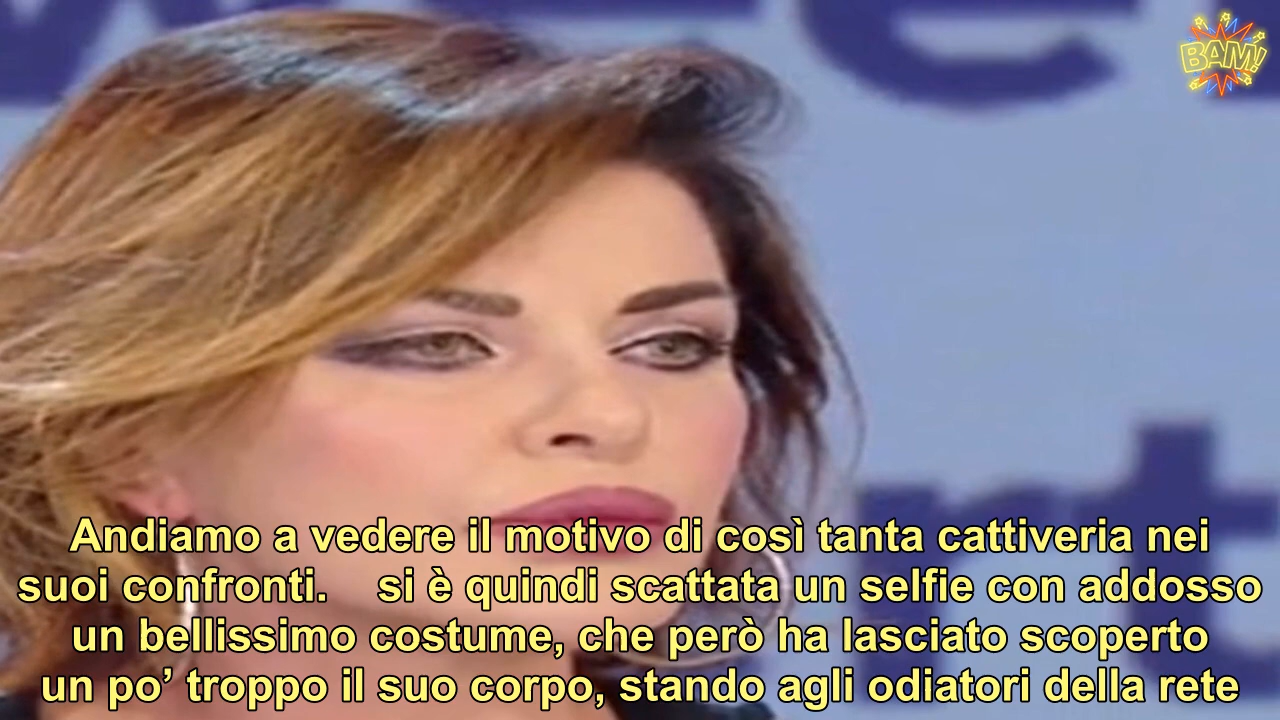 BAM!
Andiamo a vedere il motivo di così tanta cattiveria nei
suoi confronti.    si è quindi scattata un selfie con addosso
un bellissimo costume, che però ha lasciato scoperto
un po’ troppo il suo corpo, stando agli odiatori della rete